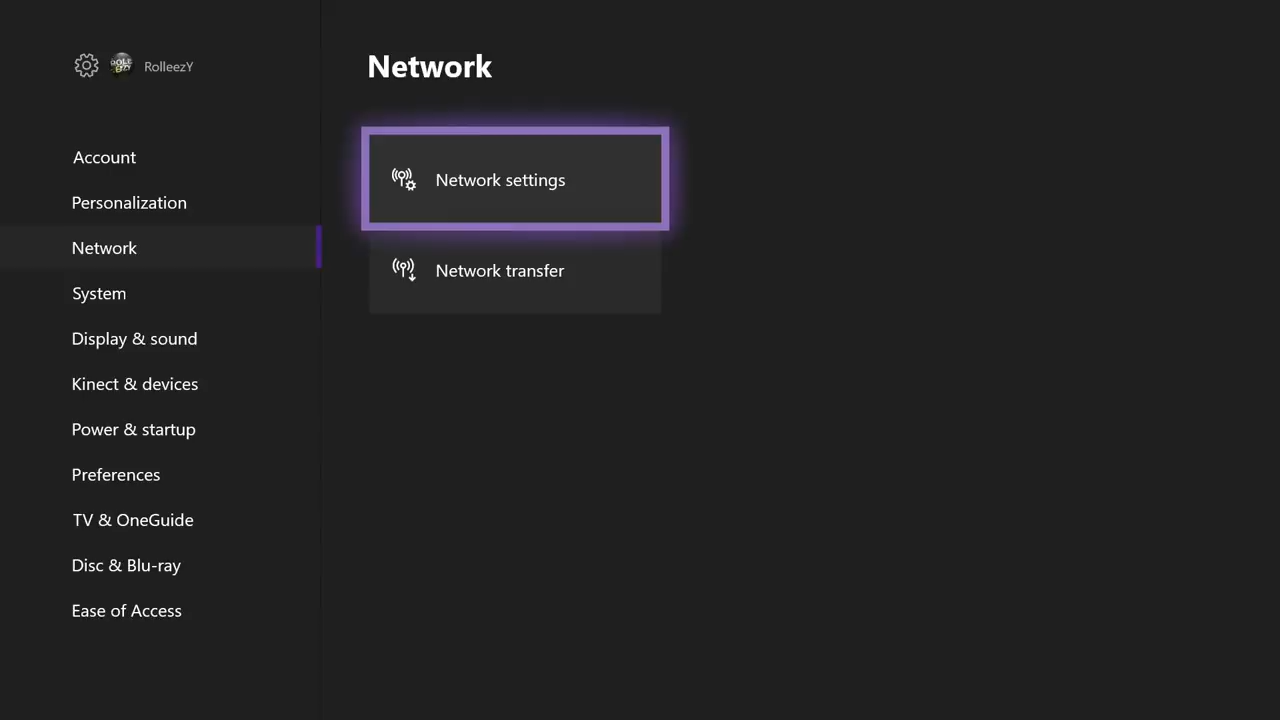 RolleezY
Network
Account
Personalization
Network
System
Display & sound
Kinect & devices
Power & startup
Preferences
TV & OneGuide
Disc & Blu-ray
Ease of Access
Network settings
Network transfer